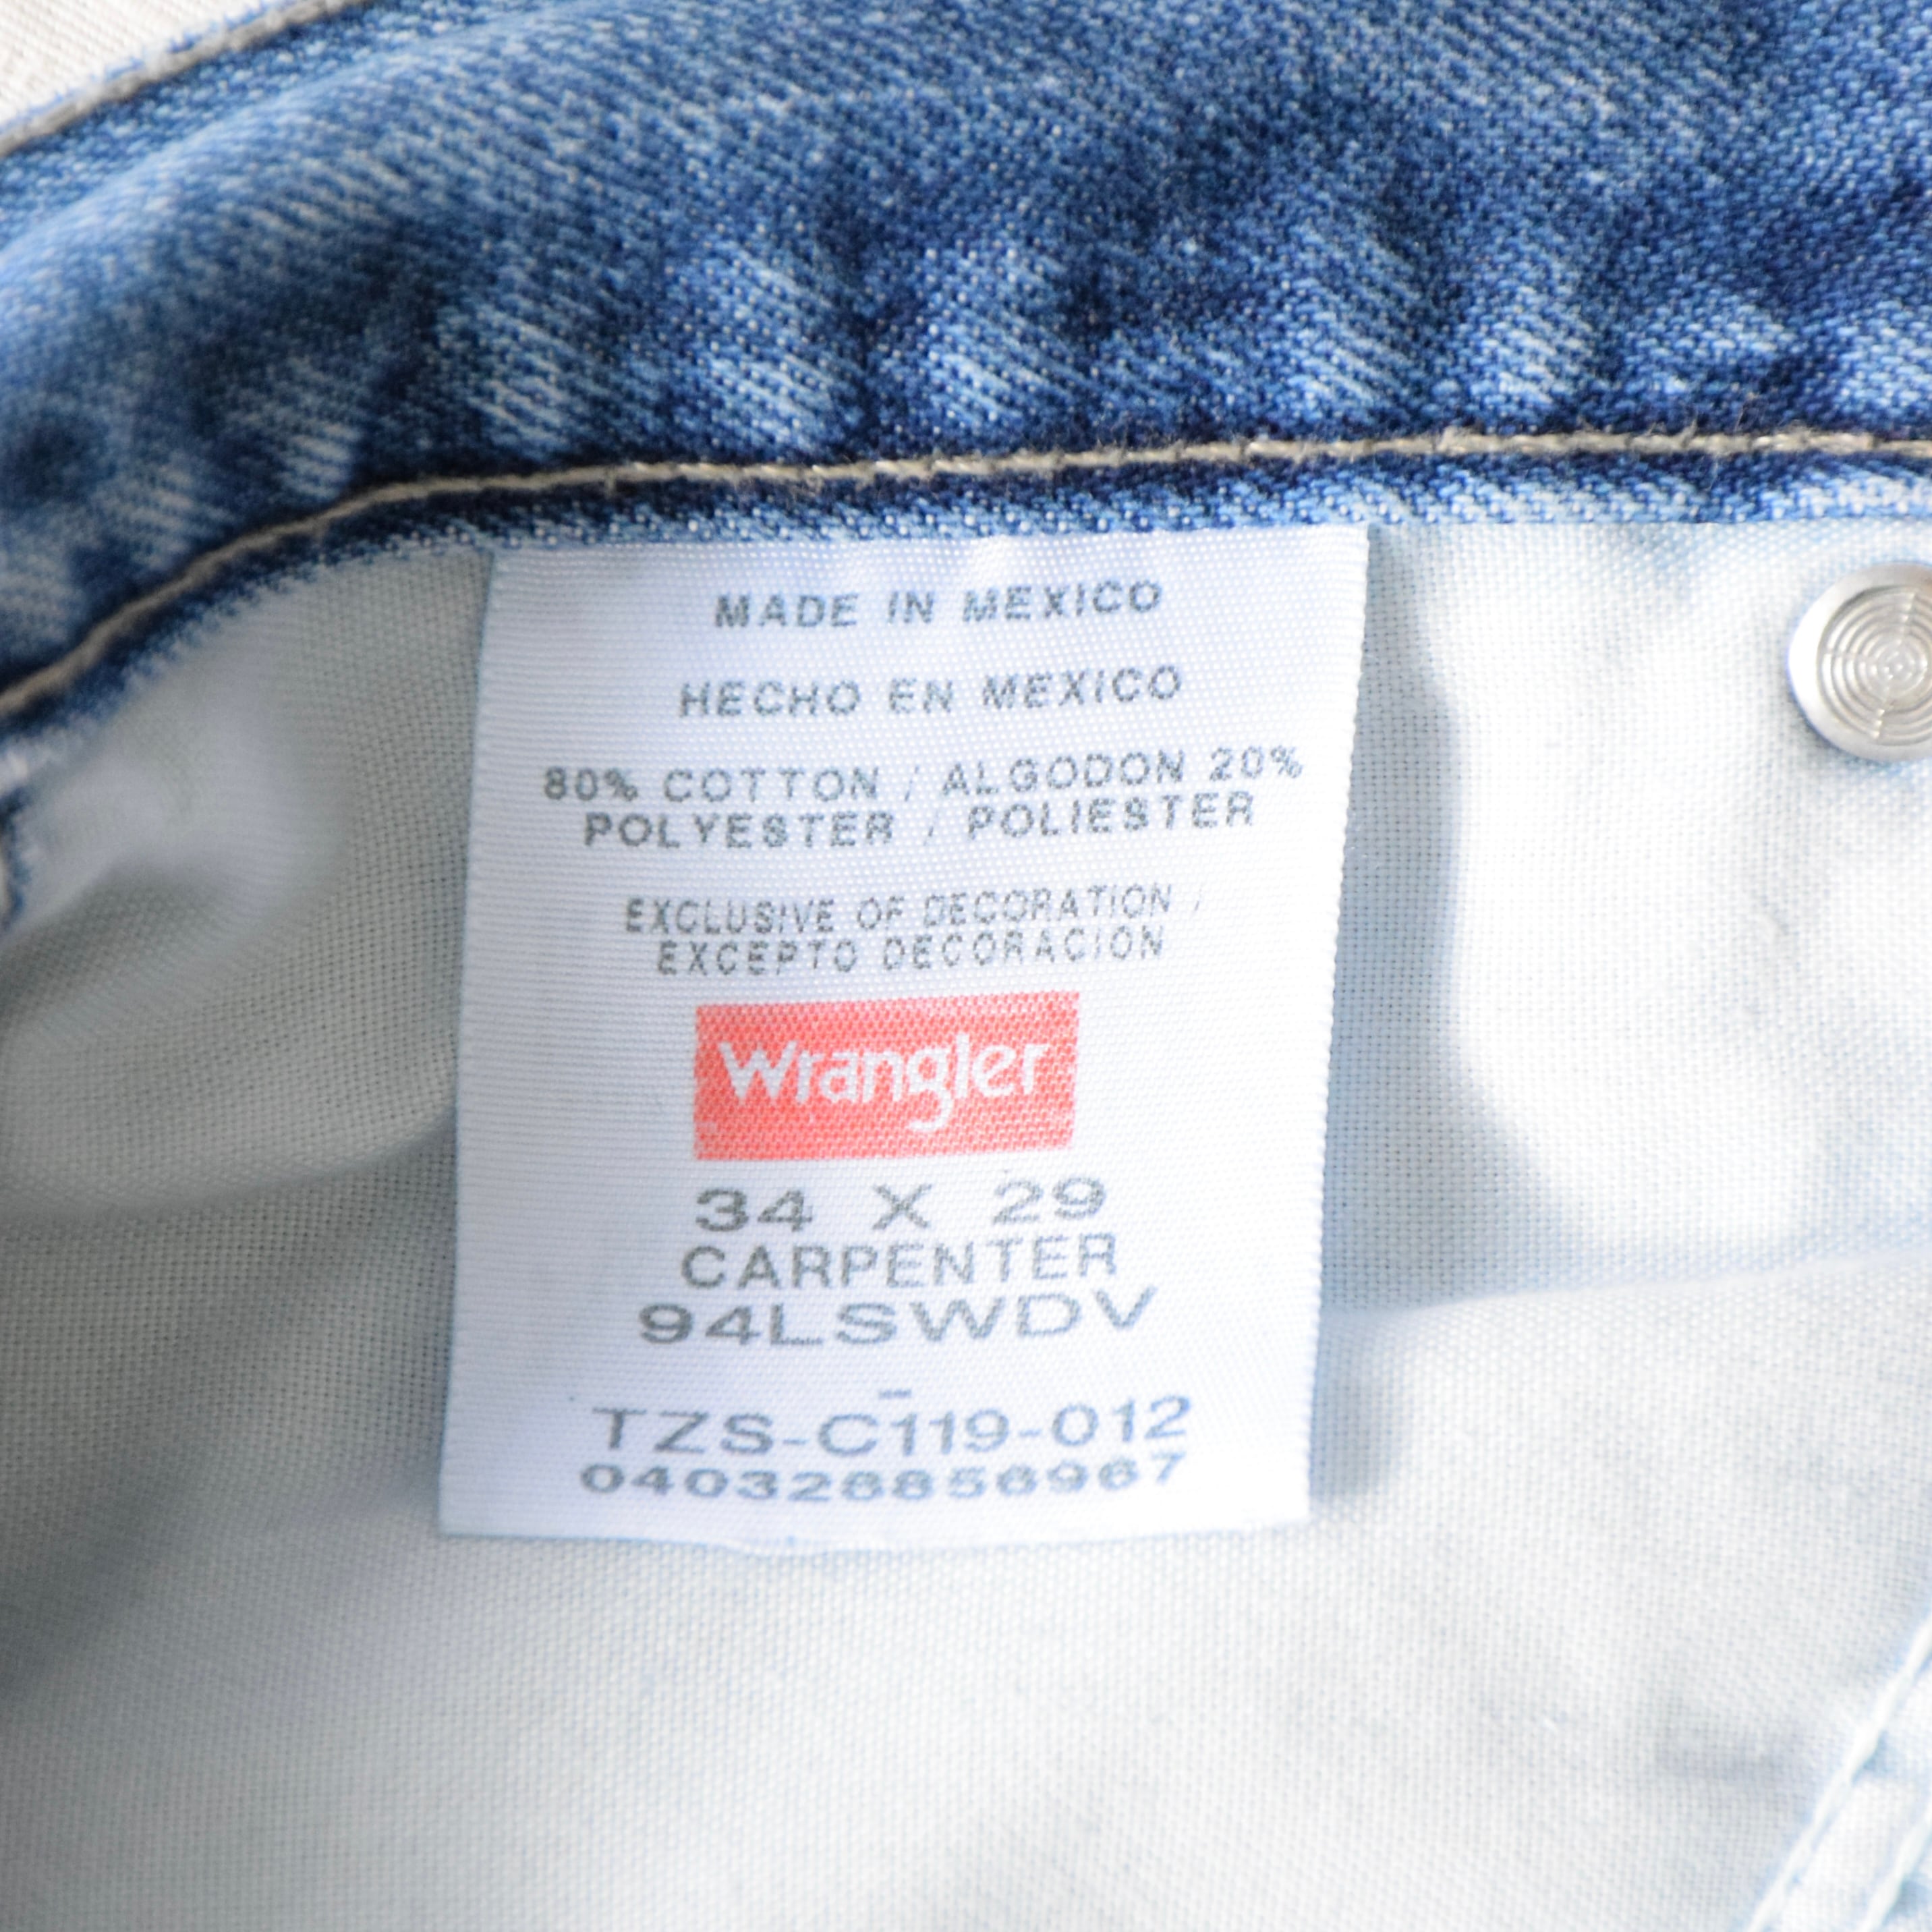 MADE IN MEXICO
HECHO EN MEXICO
80% COTTON / ALGODON 20%
POLYESTER / POLIESTER
EXCLUSIVE OF DECORATION /
EXCEPTO DECORACION
Wrangler
34 X 29
CARPENTER
94LSWDV
–
TZS-C119-012
040328856967